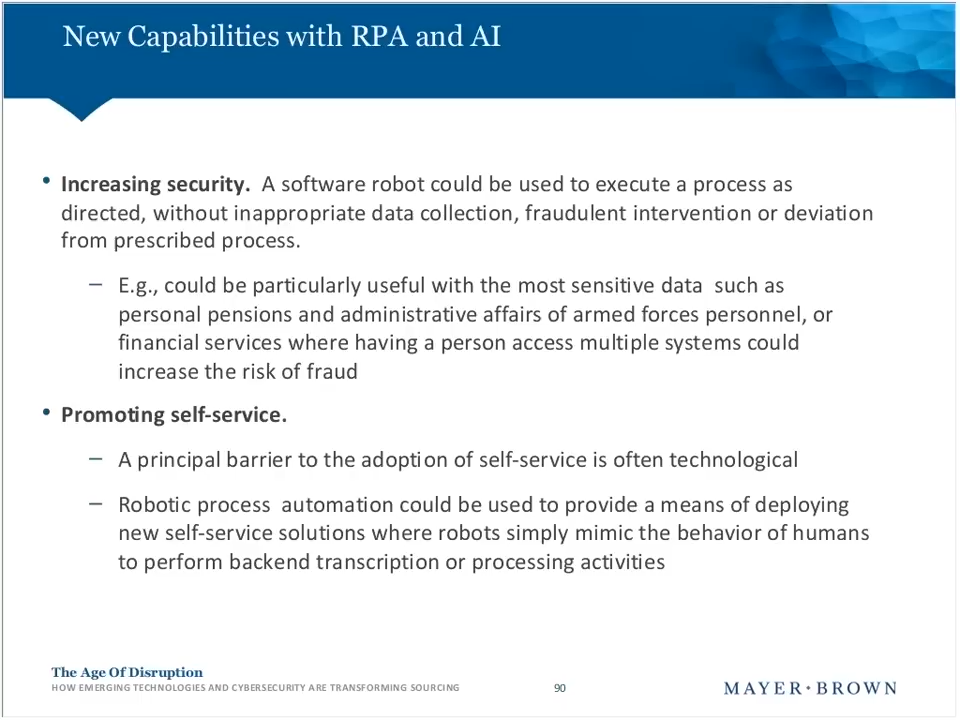 New Capabilities with RPA and AI
• Increasing security.  A software robot could be used to execute a process as
directed, without inappropriate data collection, fraudulent intervention or deviation
from prescribed process.
– E.g., could be particularly useful with the most sensitive data  such as
personal pensions and administrative affairs of armed forces personnel, or
financial services where having a person access multiple systems could
increase the risk of fraud
• Promoting self-service.
– A principal barrier to the adoption of self-service is often technological
– Robotic process  automation could be used to provide a means of deploying
new self-service solutions where robots simply mimic the behavior of humans
to perform backend transcription or processing activities
The Age Of Disruption
HOW EMERGING TECHNOLOGIES AND CYBERSECURITY ARE TRANSFORMING SOURCING
90
MAYER•BROWN